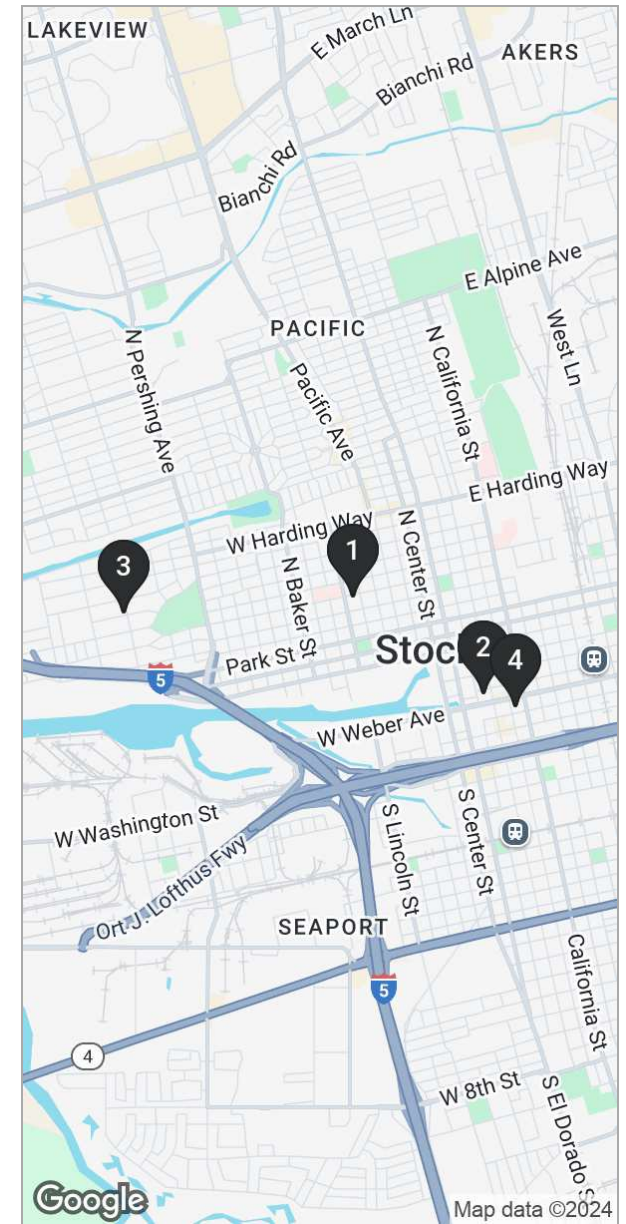 LAKEVIEW
E March Ln
AKERS
Bianchi Rd
Bianchi Rd
E Alpine Ave
PACIFIC
West Ln
N Pershing Ave
N California St
Pacific Ave
E Harding Way
W Harding Way
N Center St
1
3
N Baker St
Park St
Stoc
2
4
5
W Weber Ave
W Washington St
S Lincoln St
S Center St
Ort J. Lofthus Fwy
SEAPORT
California St
5
4
W 8th St
S El Dorado S
Google
Map data ©2024